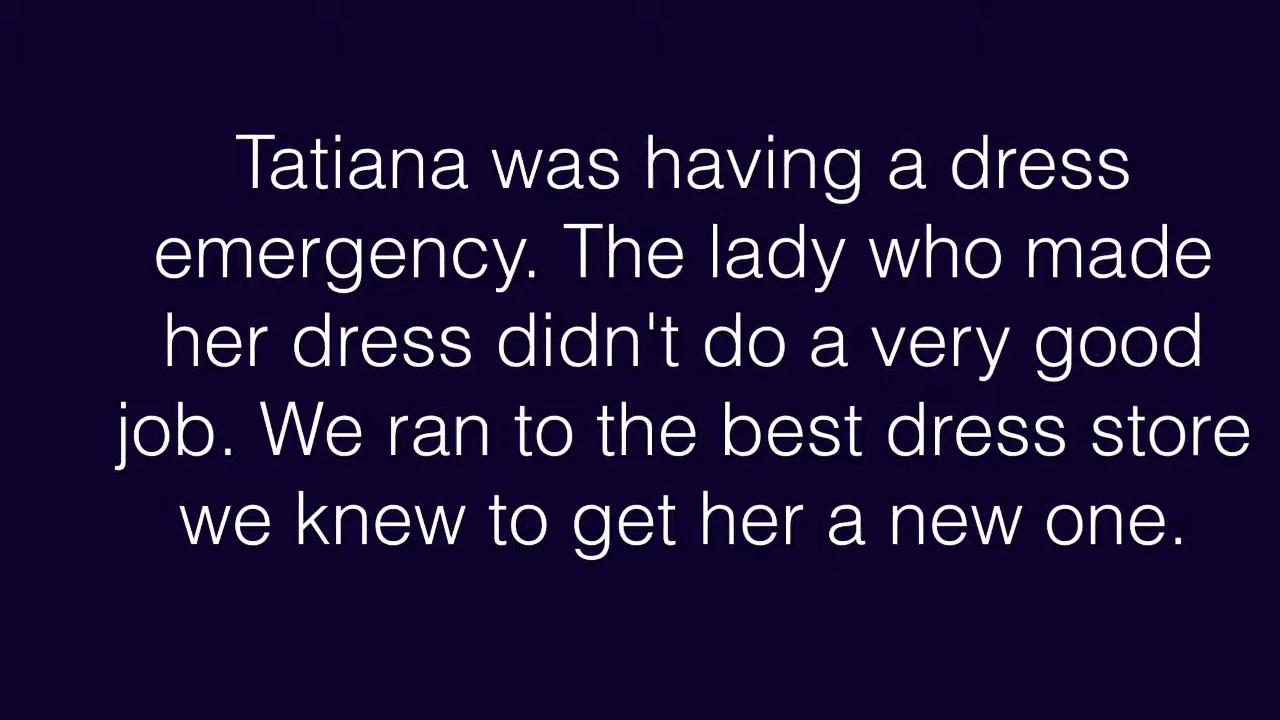 Tatiana was having a dress
emergency. The lady who made
her dress didn't do a very good
job. We ran to the best dress store
we knew to get her a new one.